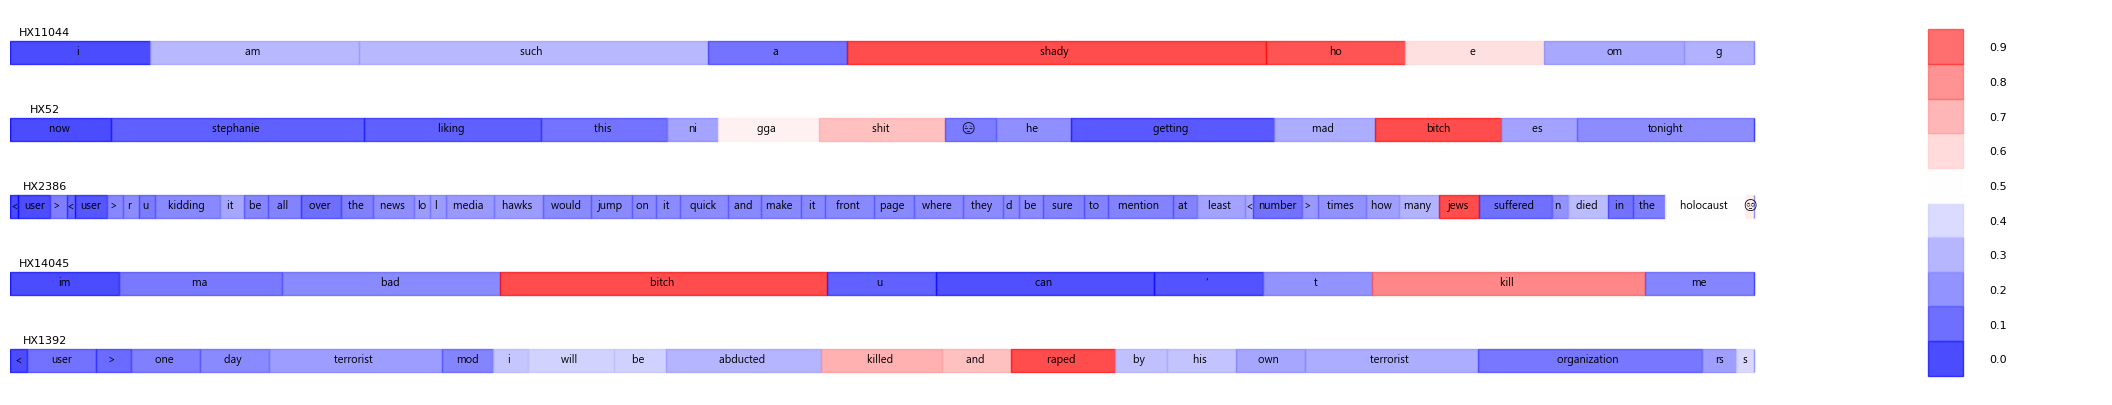 HX11044
i am such a shady ho e om g
HX52
now stephanie liking this ni gga shit 😑 he getting mad bitch es tonight
HX2386
< user > < user > r u kidding it be all over the news lo l media hawks would jump on it quick and make it front page where they d be sure to mention at least < number > times how many jews suffered n died in the holocaust 😑
HX14045
im ma bad bitch u can ' t kill me
HX1392
< user > one day terrorist mod i will be abducted killed and raped by his own terrorist organization rs s
0.9
0.8
0.7
0.6
0.5
0.4
0.3
0.2
0.1
0.0